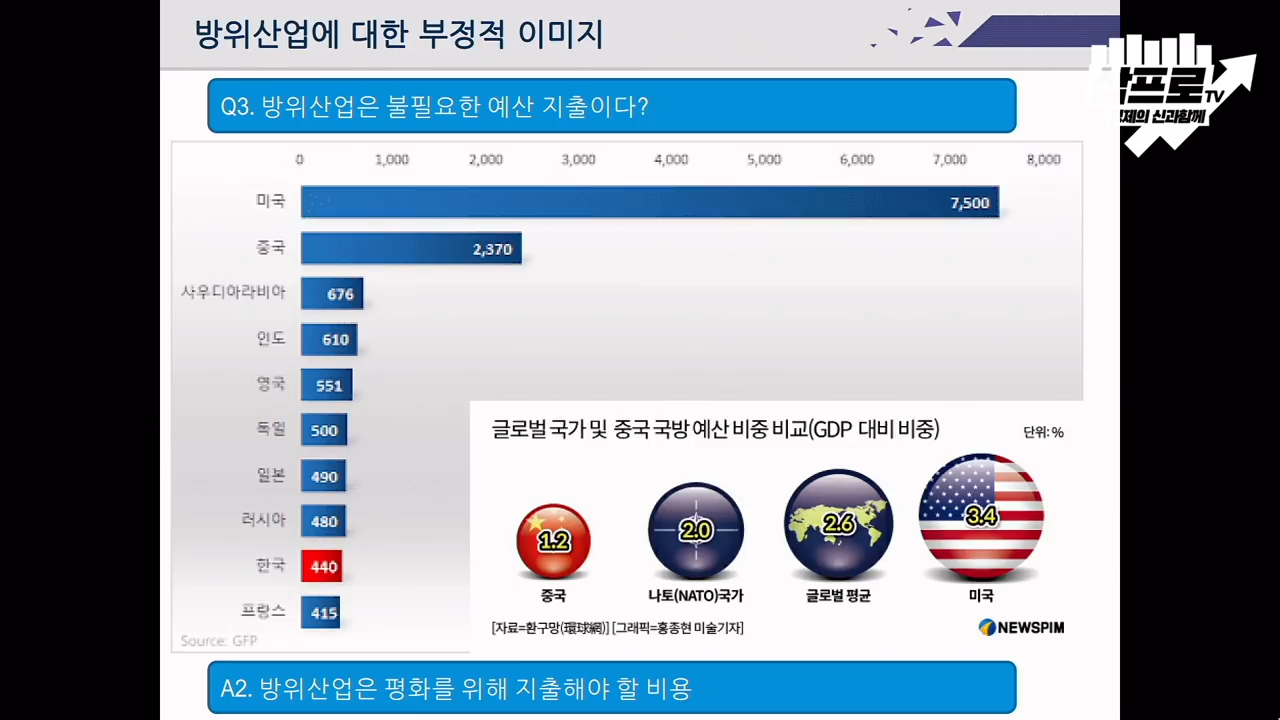 방위산업에 대한 부정적 이미지
Q3. 방위산업은 불필요한 예산 지출이다?
0 1,000 2,000 3,000 4,000 5,000 6,000 7,000 8,000
미국 7,500
중국 2,370
사우디아라비아 676
인도 610
영국 551
독일 500
일본 490
러시아 480
한국 440
프랑스 415
Source: GFP
글로벌 국가 및 중국 국방 예산 비중 비교(GDP 대비 비중)
단위: %
1.2 2.0 2.6 3.4
중국 나토(NATO)국가 글로벌 평균 미국
[자료=환구망(環球網)] [그래픽=홍종현 미술기자]
NEWSPIM
A2. 방위산업은 평화를 위해 지출해야 할 비용
프로TV
신과함께